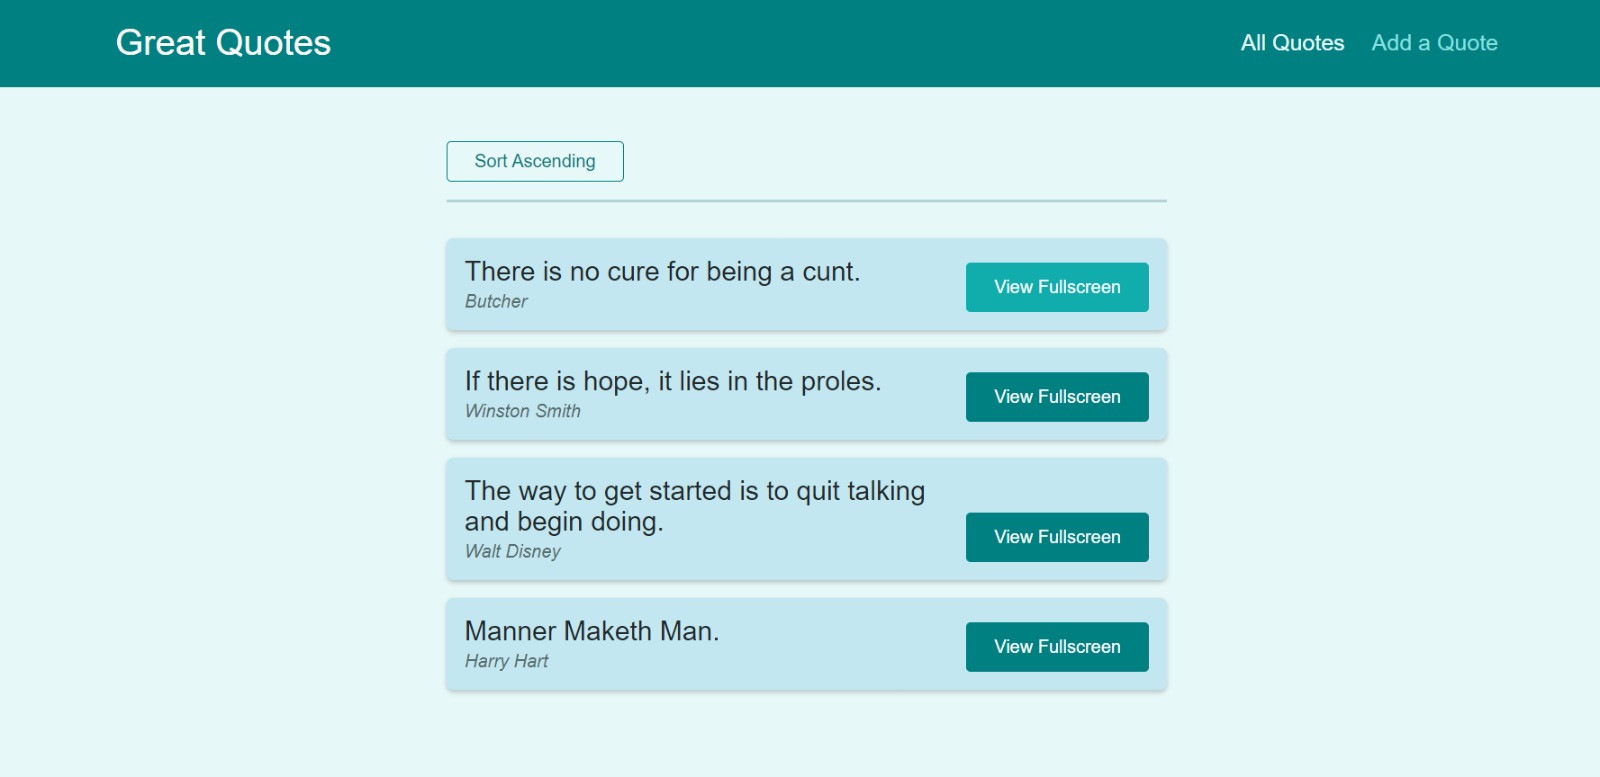 Great Quotes
All Quotes
Add a Quote
Sort Ascending
There is no cure for being a cunt.
Butcher
View Fullscreen
If there is hope, it lies in the proles.
Winston Smith
View Fullscreen
The way to get started is to quit talking
and begin doing.
Walt Disney
View Fullscreen
Manner Maketh Man.
Harry Hart
View Fullscreen